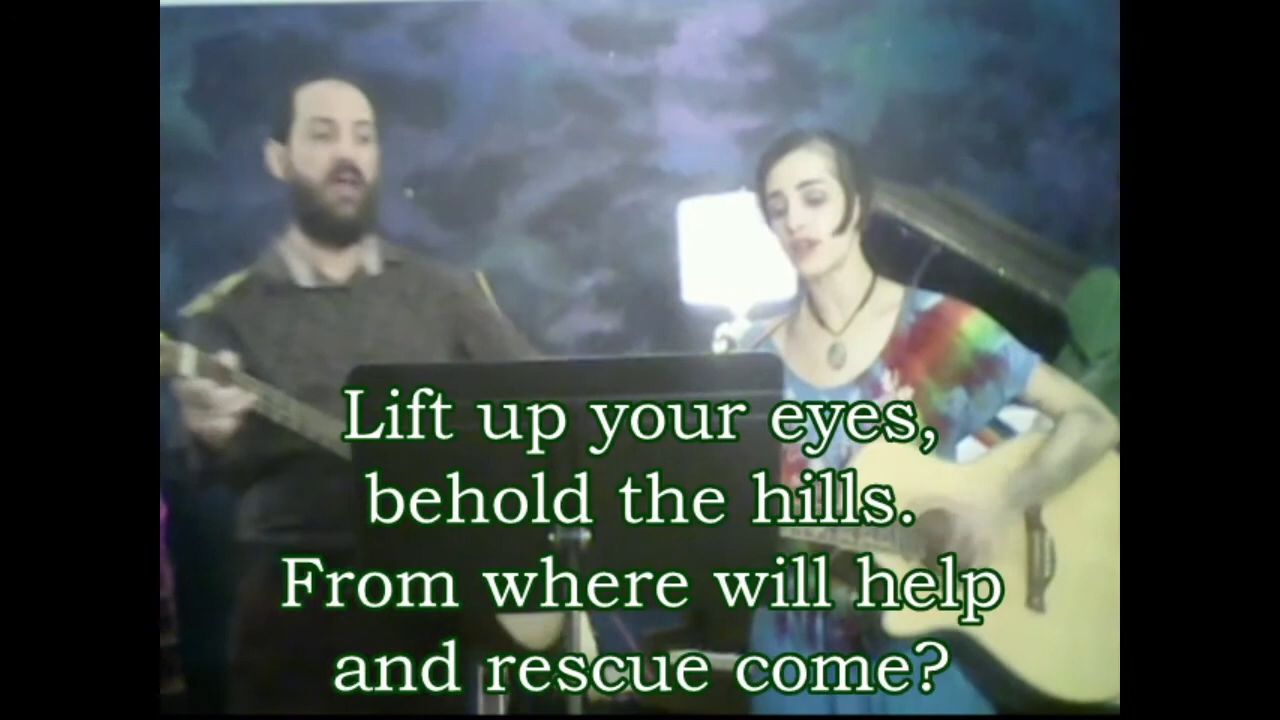 Lift up your eyes,
behold the hills.
From where will help
and rescue come?